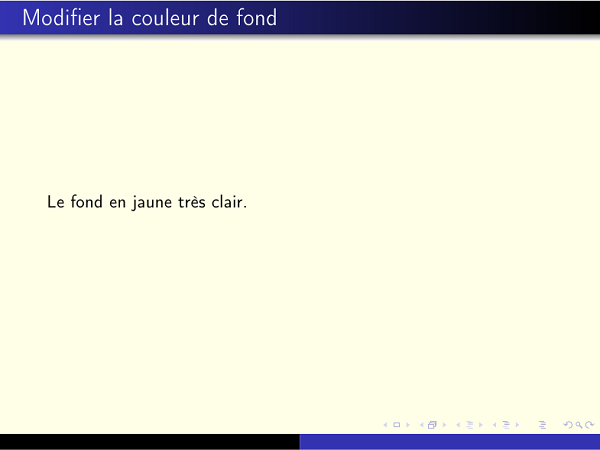 Modifier la couleur de fond
Le fond en jaune très clair.